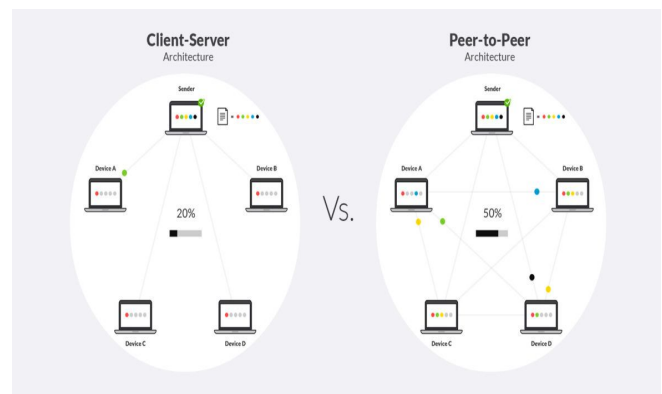 Client-Server
Architecture
Sender
=
Device A
Device B
20%
Device C
Device D
Vs.
Peer-to-Peer
Architecture
Sender
=
Device A
Device B
50%
Device C
Device D